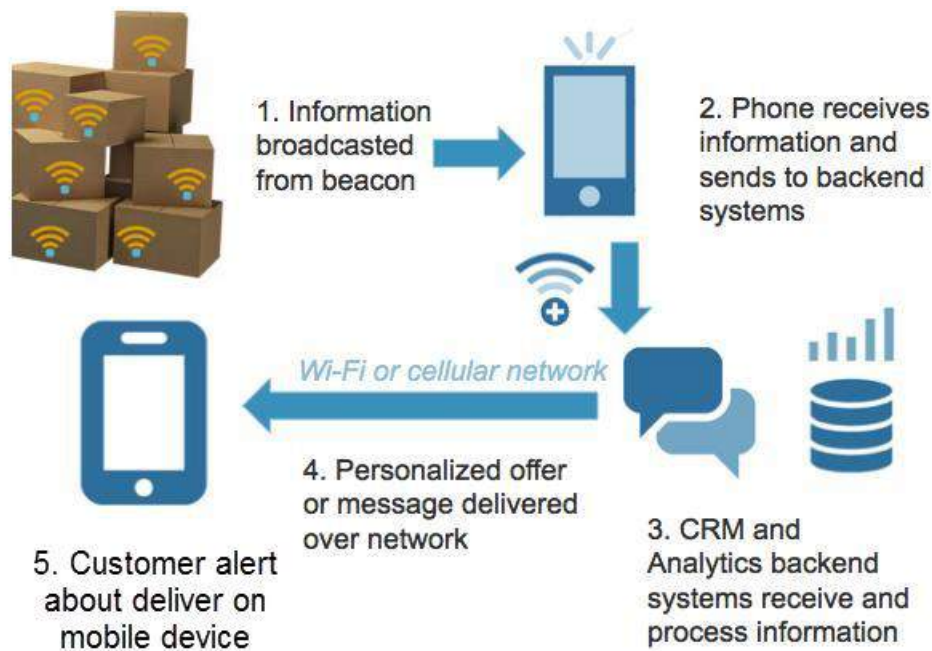 1. Information
broadcasted
from beacon
2. Phone receives
information and
sends to backend
systems
Wi-Fi or cellular network
4. Personalized offer
or message delivered
over network
3. CRM and
Analytics backend
systems receive and
process information
5. Customer alert
about deliver on
mobile device